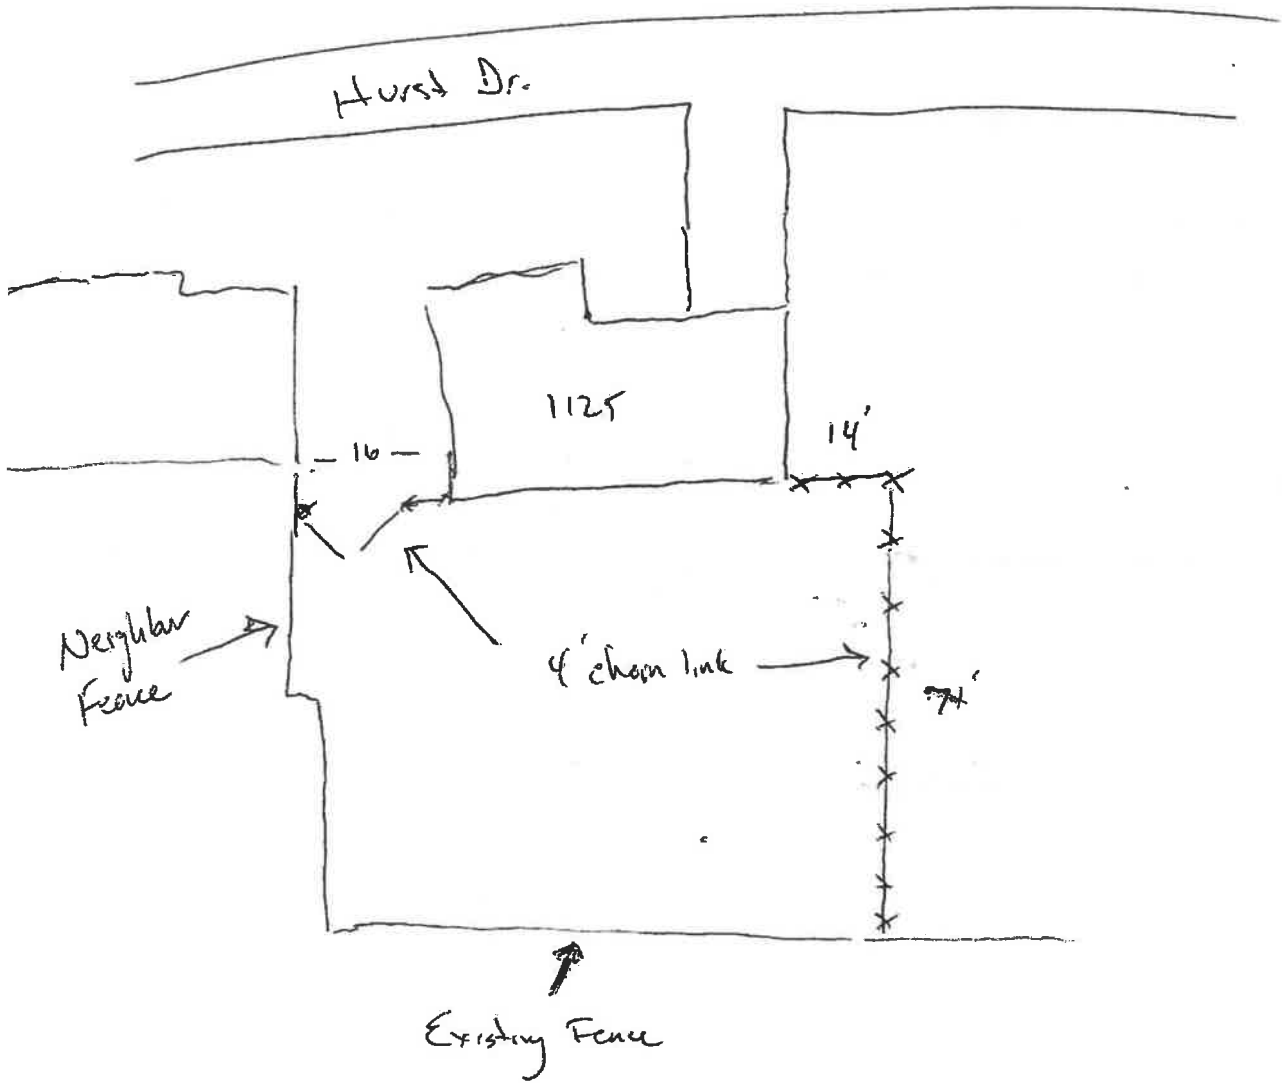 Hurst Dr.
1125
14'
- 16 -
Neighbor
Fence
4' chain link
Existing Fence